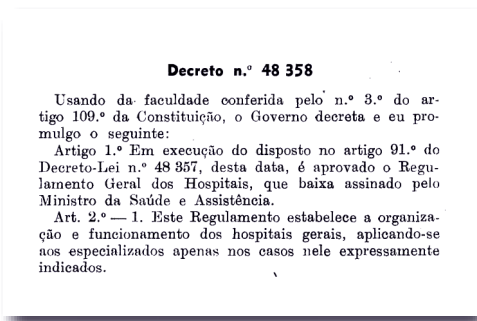 Decreto n.º 48 358
Usando da faculdade conferida pelo n.º 3.º do ar-
tigo 109.º da Constituição, o Governo decreta e eu pro-
mulgo o seguinte:
Artigo 1.º Em execução do disposto no artigo 91.º do
Decreto-Lei n.º 48 357, desta data, é aprovado o Regu-
lamento Geral dos Hospitais, que baixa assinado pelo
Ministro da Saúde e Assistência.
Art. 2.º — 1. Este Regulamento estabelece a organiza-
ção e funcionamento dos hospitais gerais, aplicando-se
aos especializados apenas nos casos nele expressamente
indicados.